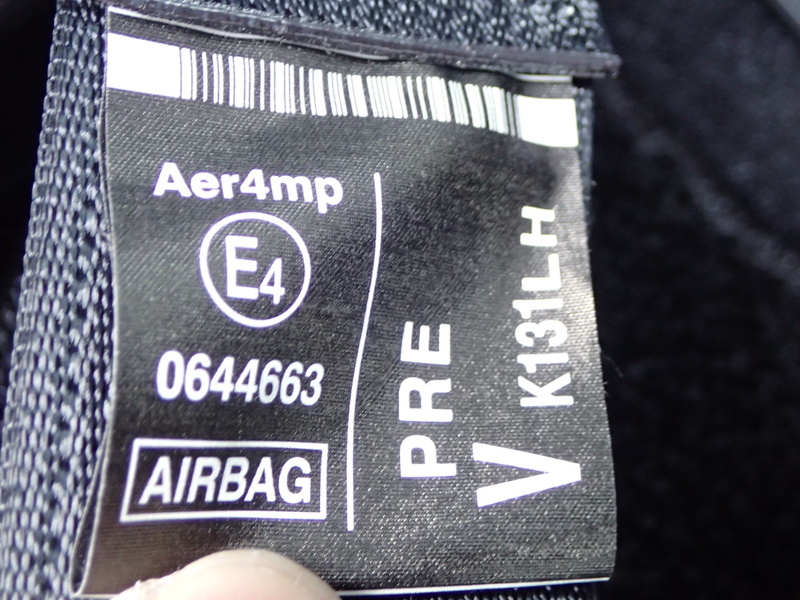 Aer4mp
E4
0644663
AIRBAG
PRE
V K131LH